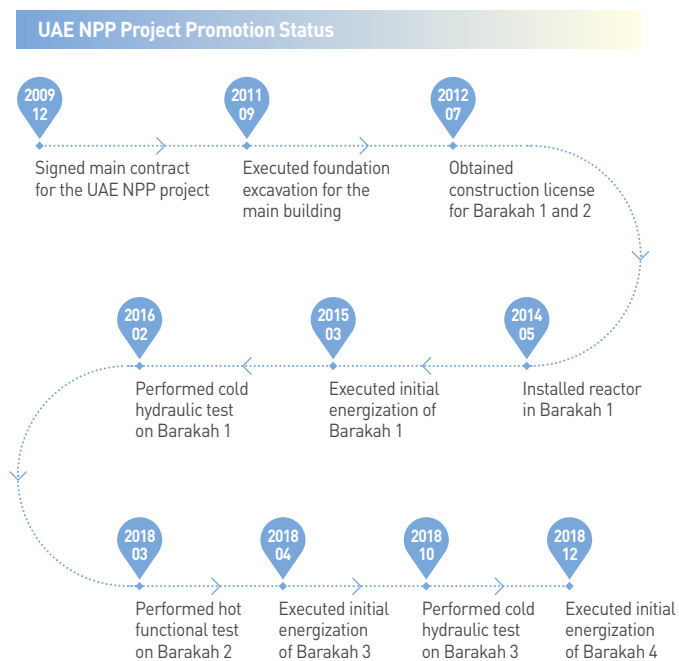 UAE NPP Project Promotion Status
2009
12
Signed main contract
for the UAE NPP project
2011
09
Executed foundation
excavation for the
main building
2012
07
Obtained
construction license
for Barakah 1 and 2
2014
05
Installed reactor
in Barakah 1
2015
03
Executed initial
energization of
Barakah 1
2016
02
Performed cold
hydraulic test
on Barakah 1
2018
03
Performed hot
functional test
on Barakah 2
2018
04
Executed initial
energization
of Barakah 3
2018
10
Performed cold
hydraulic test
on Barakah 3
2018
12
Executed initial
energization
of Barakah 4